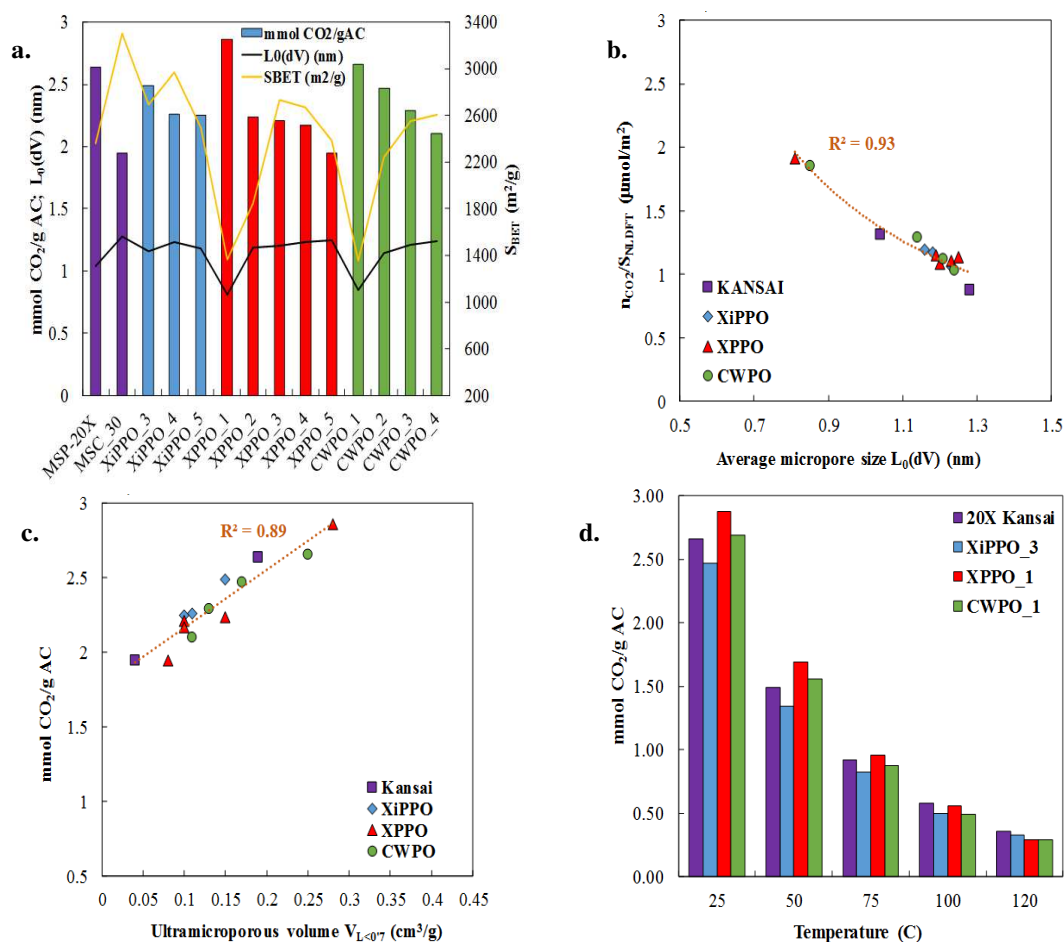 a.
mmol CO2/gAC
L0(dV) (nm)
SBET (m2/g)
mmol CO₂/g AC; L₀(dV) (nm)
3
2.5
2
1.5
1
0.5
0
3400
3000
2600
2200
1800
1400
1000
600
200
S_BET (m²/g)
MSP-20X
MSC_30
XiPPO_3
XiPPO_4
XiPPO_5
XPPO_1
XPPO_2
XPPO_3
XPPO_4
XPPO_5
CWPO_1
CWPO_2
CWPO_3
CWPO_4
b.
n_CO2/S_NLDFT (µmol/m²)
3
2.5
2
1.5
1
0.5
0
R² = 0.93
KANSAI
XiPPO
XPPO
CWPO
0.5
0.7
0.9
1.1
1.3
1.5
Average micropore size L₀(dV) (nm)
c.
mmol CO₂/g AC
3
2.5
2
1.5
1
0.5
R² = 0.89
Kansai
XiPPO
XPPO
CWPO
0
0.05
0.1
0.15
0.2
0.25
0.3
0.35
0.4
0.45
Ultramicroporous volume V_L<0'7 (cm³/g)
d.
mmol CO₂/g AC
3.00
2.50
2.00
1.50
1.00
0.50
0.00
20X Kansai
XiPPO_3
XPPO_1
CWPO_1
25
50
75
100
120
Temperature (C)